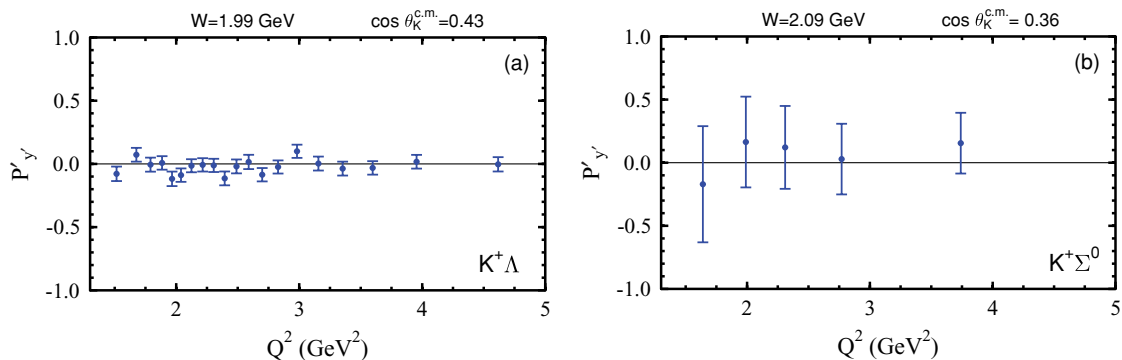 W=1.99 GeV cos θ_K^{c.m.}=0.43
1.0
0.5
0.0
-0.5
-1.0
P′_{y′}
(a)
K⁺Λ
2 3 4 5
Q² (GeV²)
W=2.09 GeV cos θ_K^{c.m.}= 0.36
1.0
0.5
0.0
-0.5
-1.0
P′_{y′}
(b)
K⁺Σ⁰
2 3 4 5
Q² (GeV²)